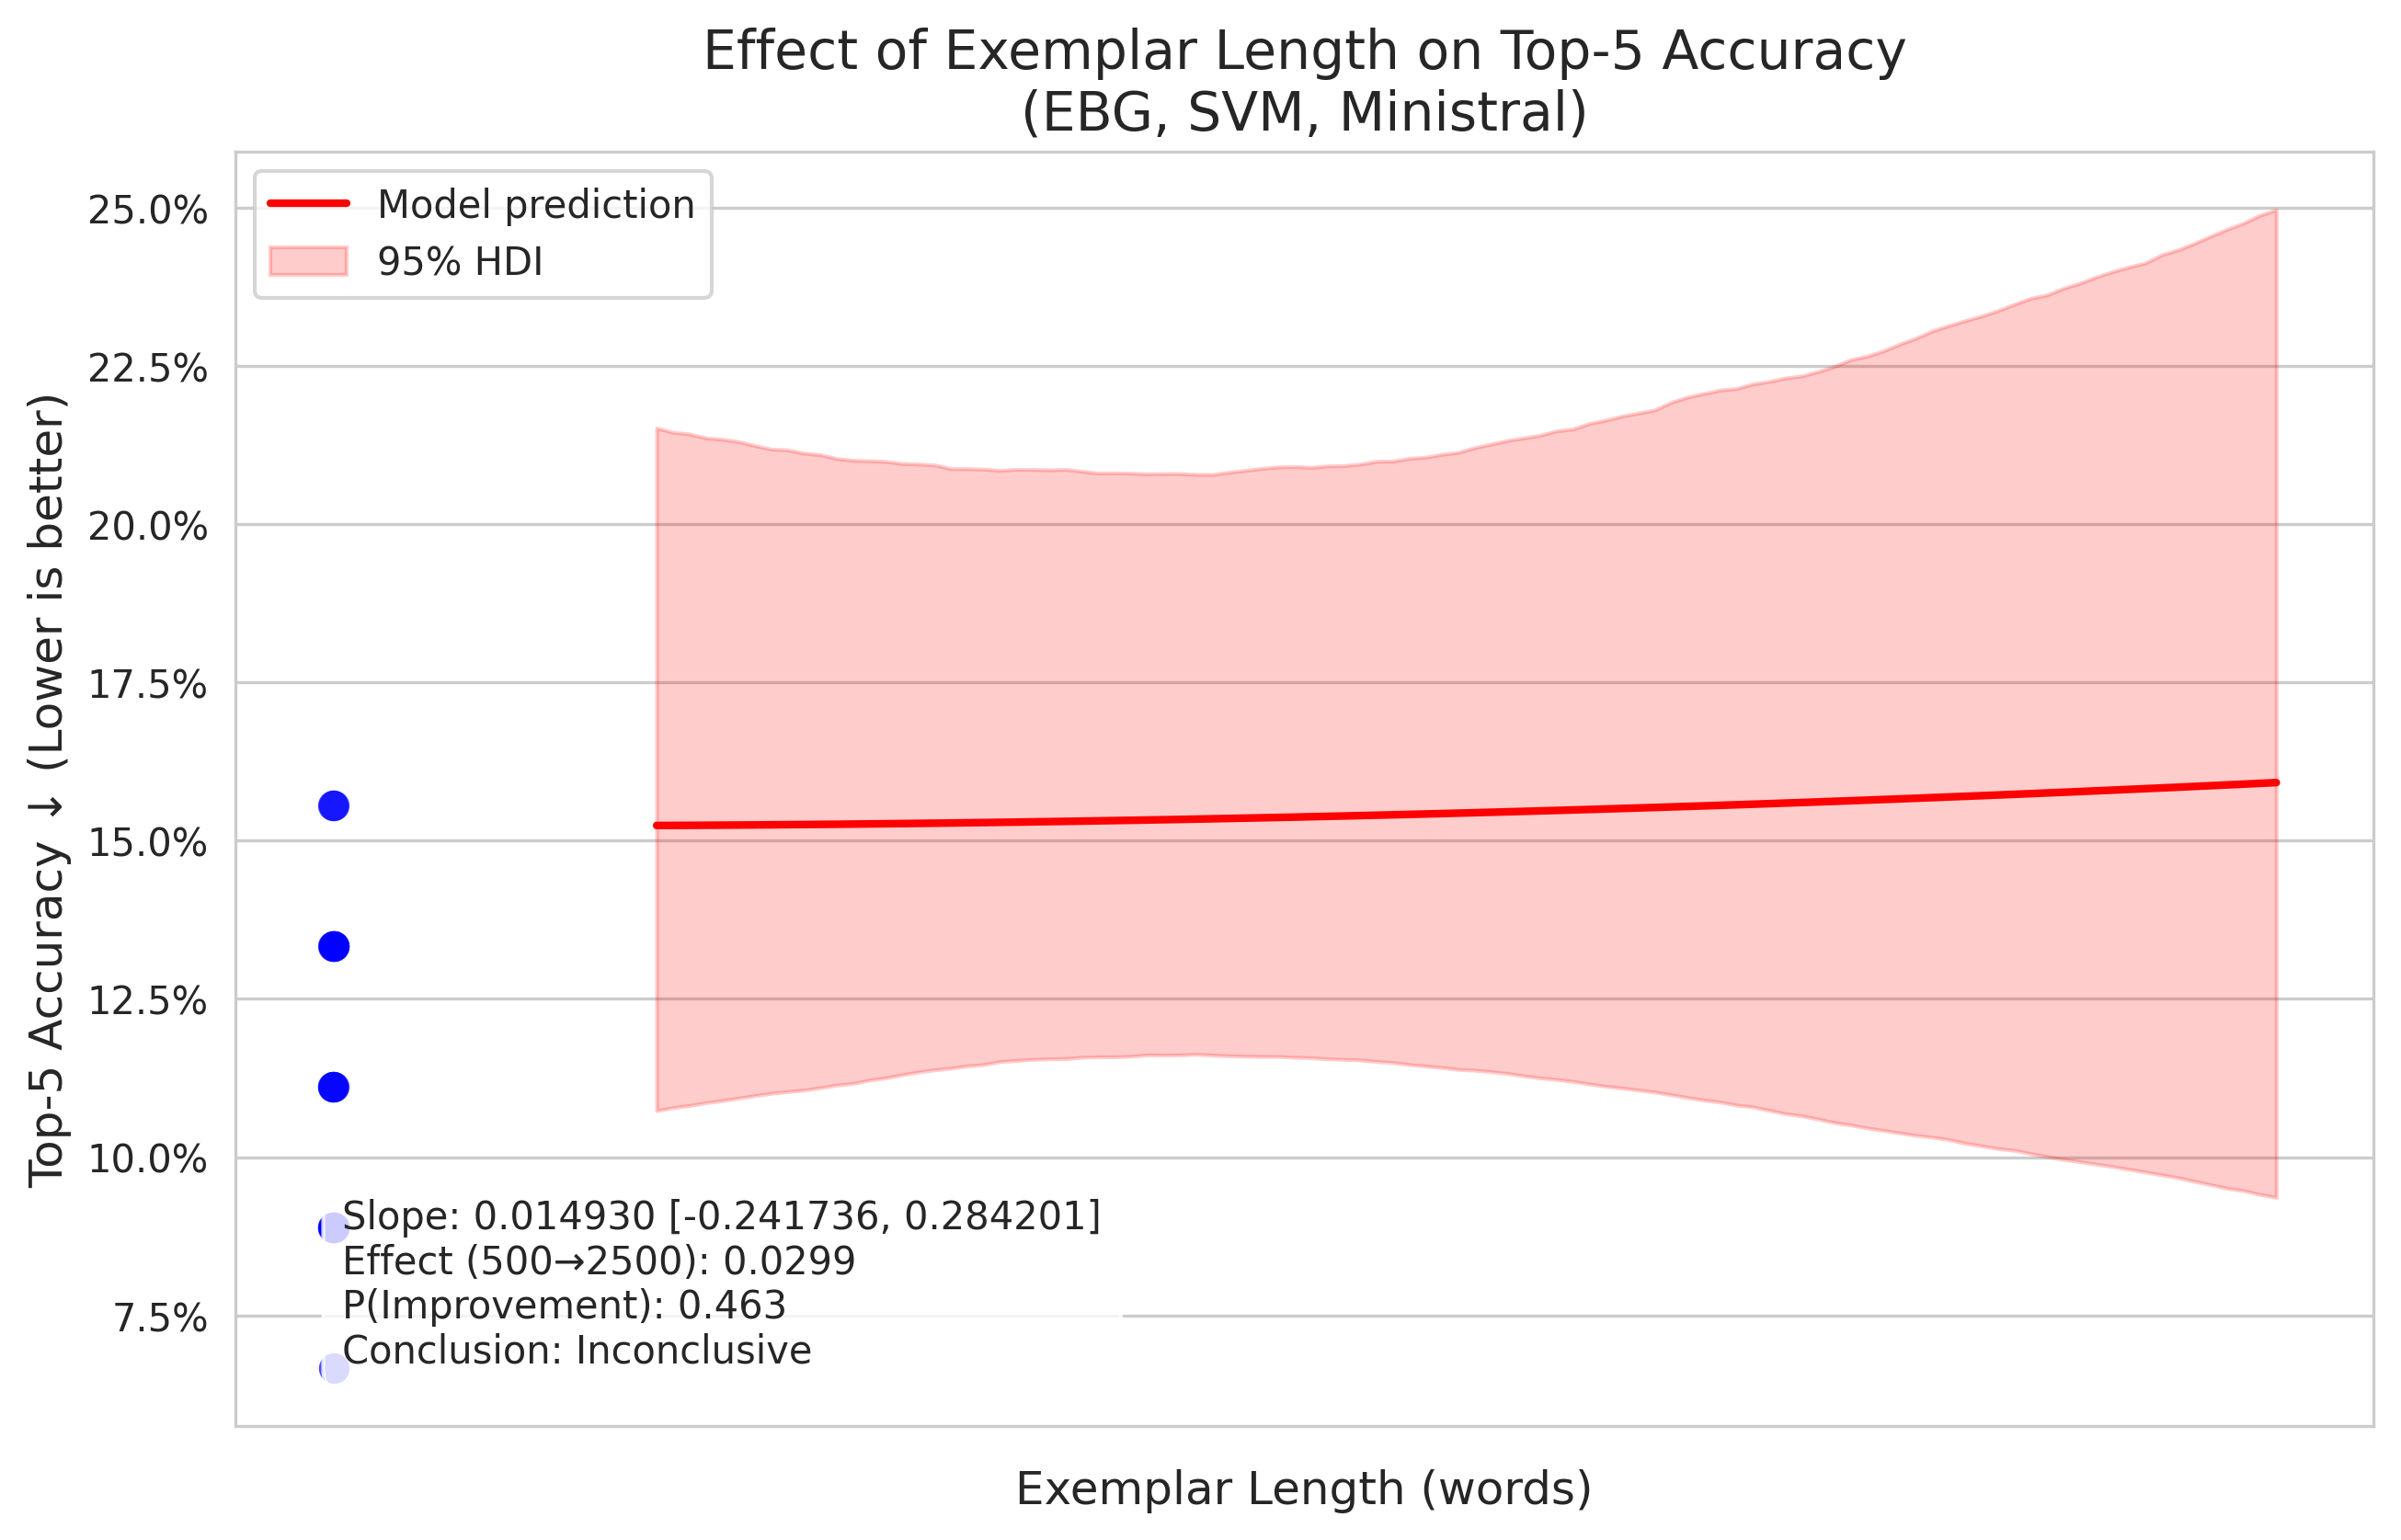 Effect of Exemplar Length on Top-5 Accuracy
(EBG, SVM, Ministral)
Model prediction
95% HDI
25.0%
22.5%
20.0%
17.5%
15.0%
12.5%
10.0%
7.5%
Top-5 Accuracy ↓ (Lower is better)
Slope: 0.014930 [-0.241736, 0.284201]
Effect (500→2500): 0.0299
P(Improvement): 0.463
Conclusion: Inconclusive
Exemplar Length (words)